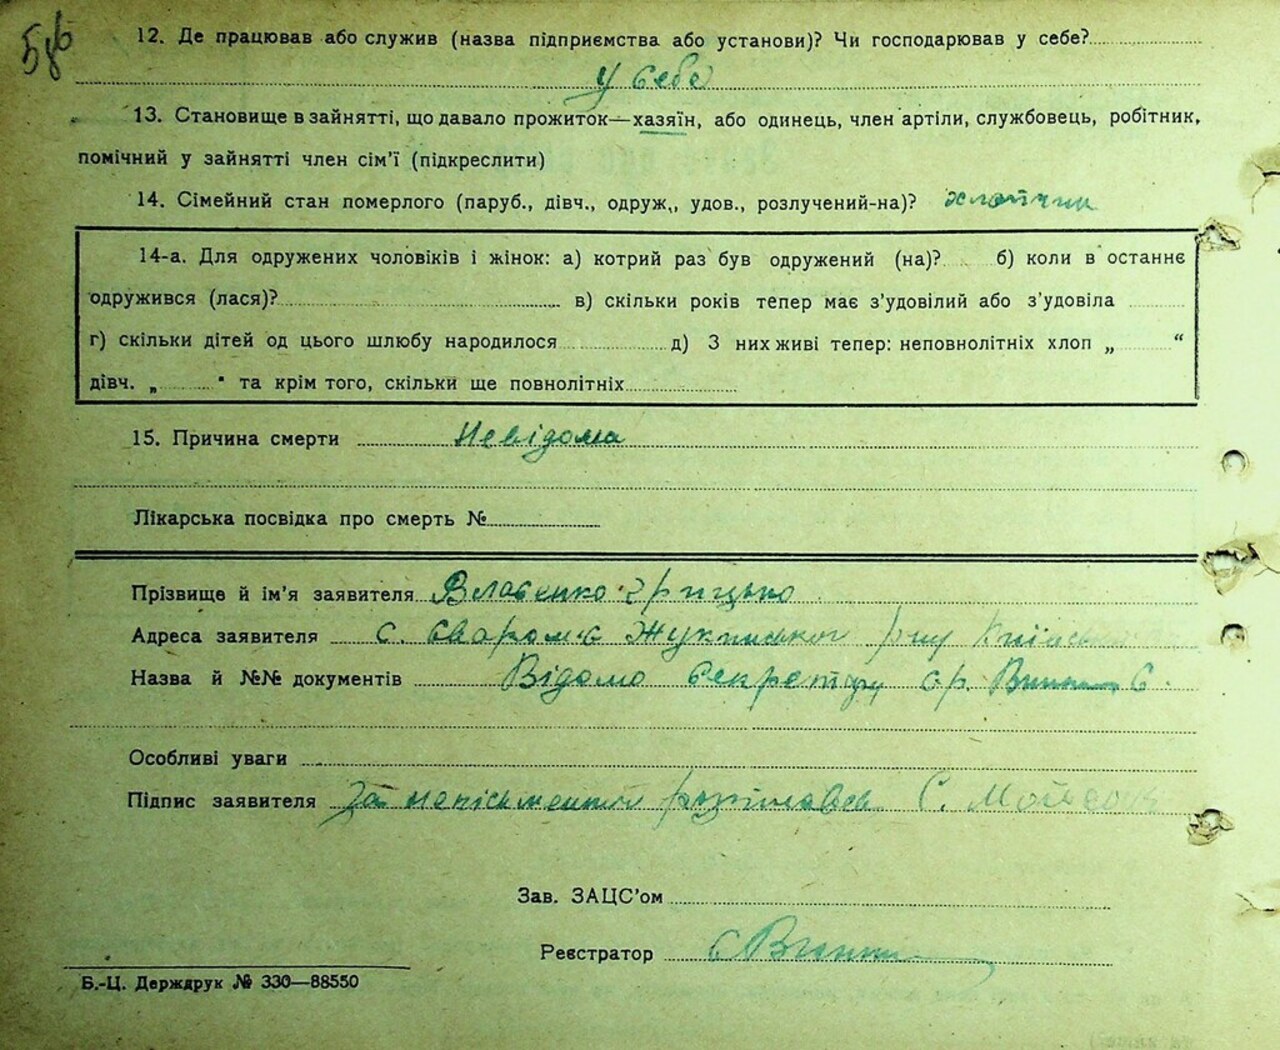 12. Де працював або служив (назва підприємства або установи)? Чи господарював у себе?
у себе
13. Становище в зайнятті, що давало прожиток—хазяїн, або одинець, член артіли, службовець, робітник,
помічний у зайнятті член сім'ї (підкреслити)
14. Сімейний стан померлого (паруб., дівч., одруж,, удов., розлучений-на)? хлопчик
14-а. Для одружених чоловіків і жінок: а) котрий раз був одружений (на)? б) коли в останнє
одружився (лася)? в) скільки років тепер має з'удовілий або з'удовіла
г) скільки дітей од цього шлюбу народилося д) З них живі тепер: неповнолітніх хлоп „ “
дівч. „ " та крім того, скільки ще повнолітніх
15. Причина смерти Невідома
Лікарська посвідка про смерть №
Прізвище й ім'я заявителя Власенко Грицько
Адреса заявителя с. Сваром'є Жукинського р-ну
Назва й №№ документів Відомо секретару с/р.
Особливі уваги
Підпис заявителя За неписьменний розписався С.
Зав. ЗАЦС'ом
Реєстратор
Б.-Ц. Держдрук № 330—88550